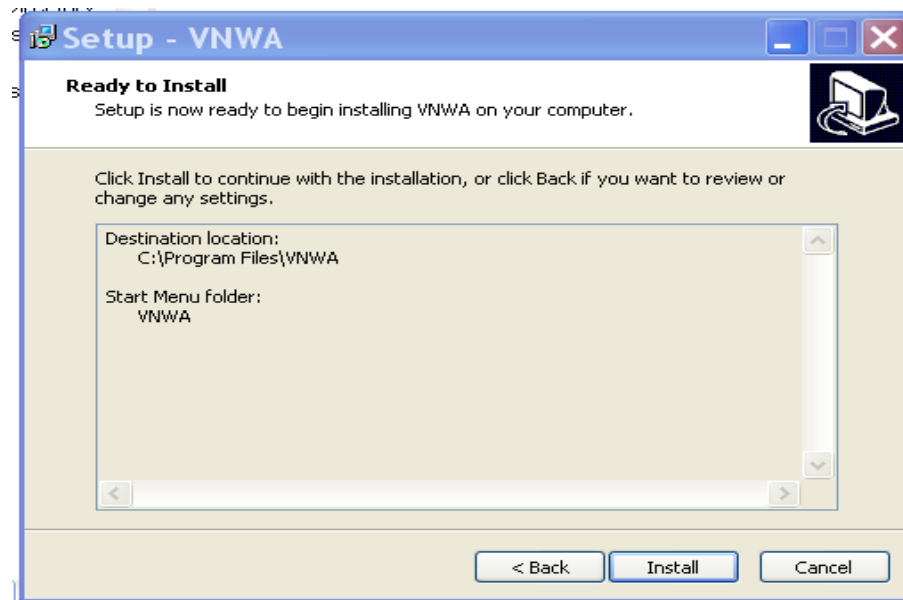 Setup - VNWA
Ready to Install
Setup is now ready to begin installing VNWA on your computer.
Click Install to continue with the installation, or click Back if you want to review or
change any settings.
Destination location:
C:\Program Files\VNWA
Start Menu folder:
VNWA
< Back
Install
Cancel